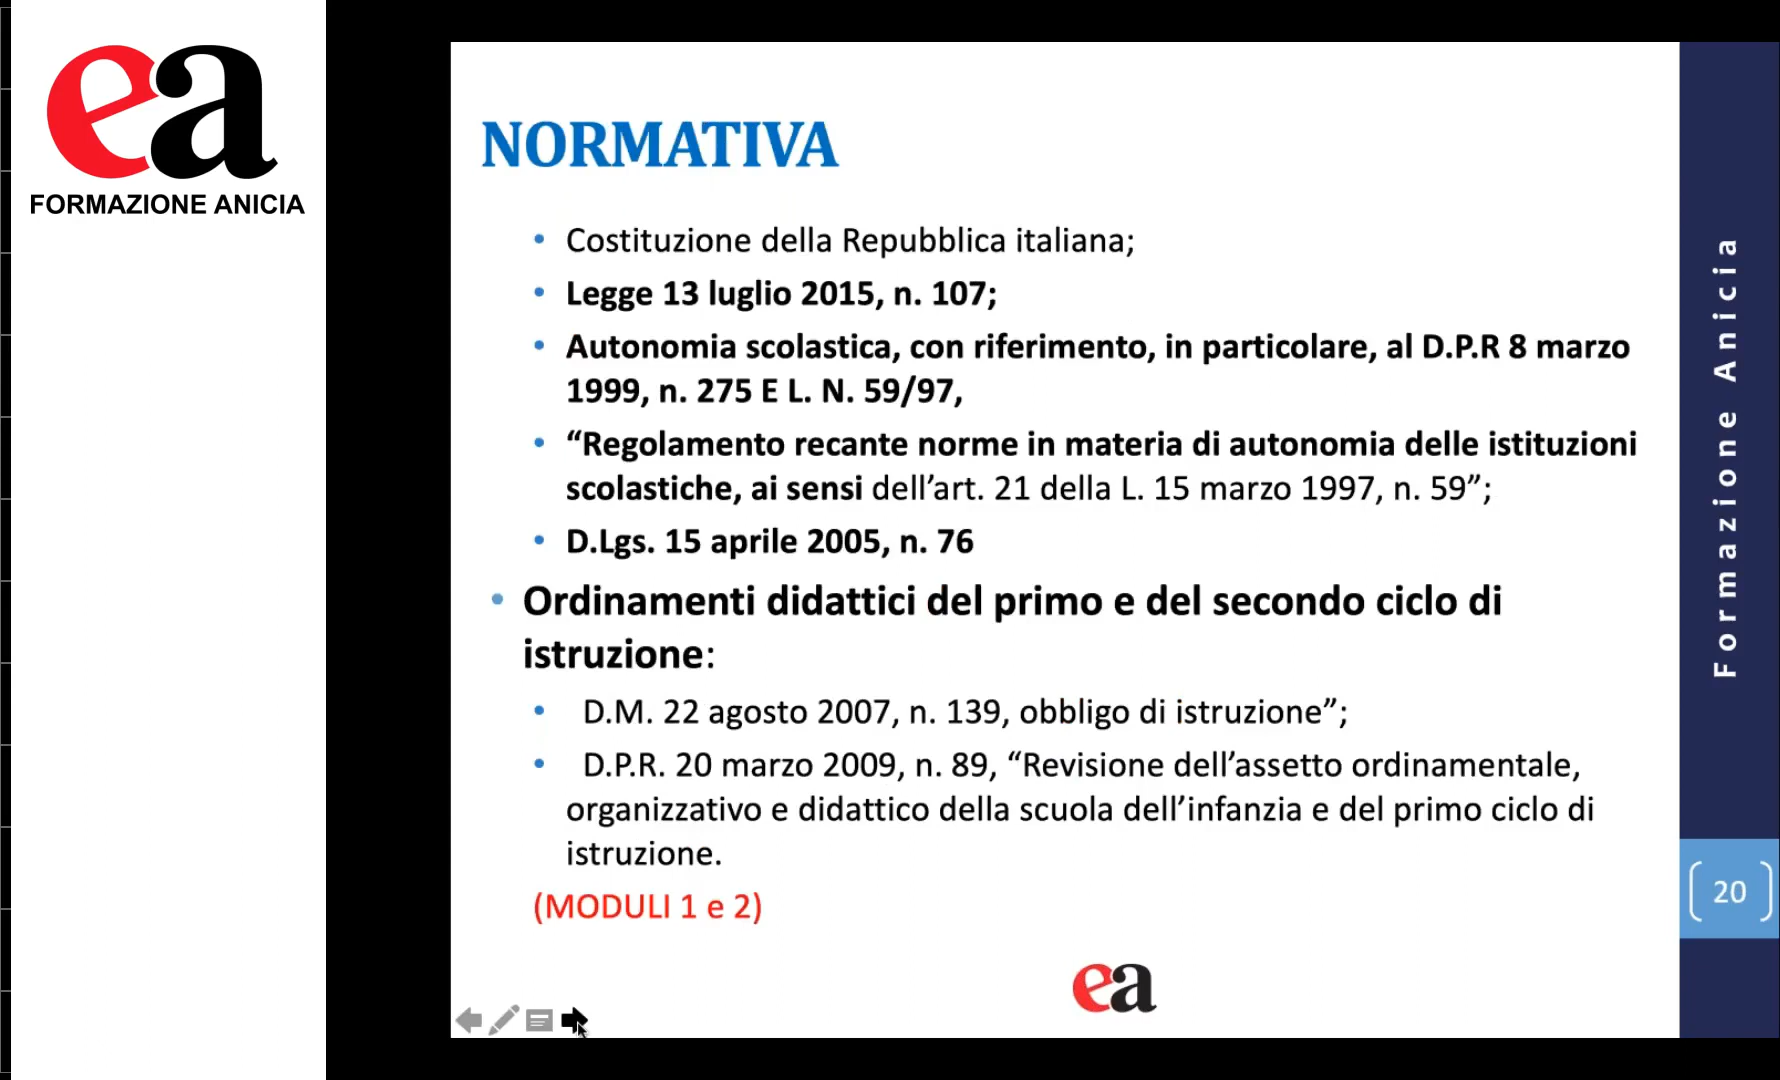 ea
FORMAZIONE ANICIA
NORMATIVA
• Costituzione della Repubblica italiana;
• Legge 13 luglio 2015, n. 107;
• Autonomia scolastica, con riferimento, in particolare, al D.P.R 8 marzo
1999, n. 275 E L. N. 59/97,
• “Regolamento recante norme in materia di autonomia delle istituzioni
scolastiche, ai sensi dell’art. 21 della L. 15 marzo 1997, n. 59”;
• D.Lgs. 15 aprile 2005, n. 76
• Ordinamenti didattici del primo e del secondo ciclo di
istruzione:
• D.M. 22 agosto 2007, n. 139, obbligo di istruzione”;
• D.P.R. 20 marzo 2009, n. 89, “Revisione dell’assetto ordinamentale,
organizzativo e didattico della scuola dell’infanzia e del primo ciclo di
istruzione.
(MODULI 1 e 2)
ea
Formazione Anicia
20